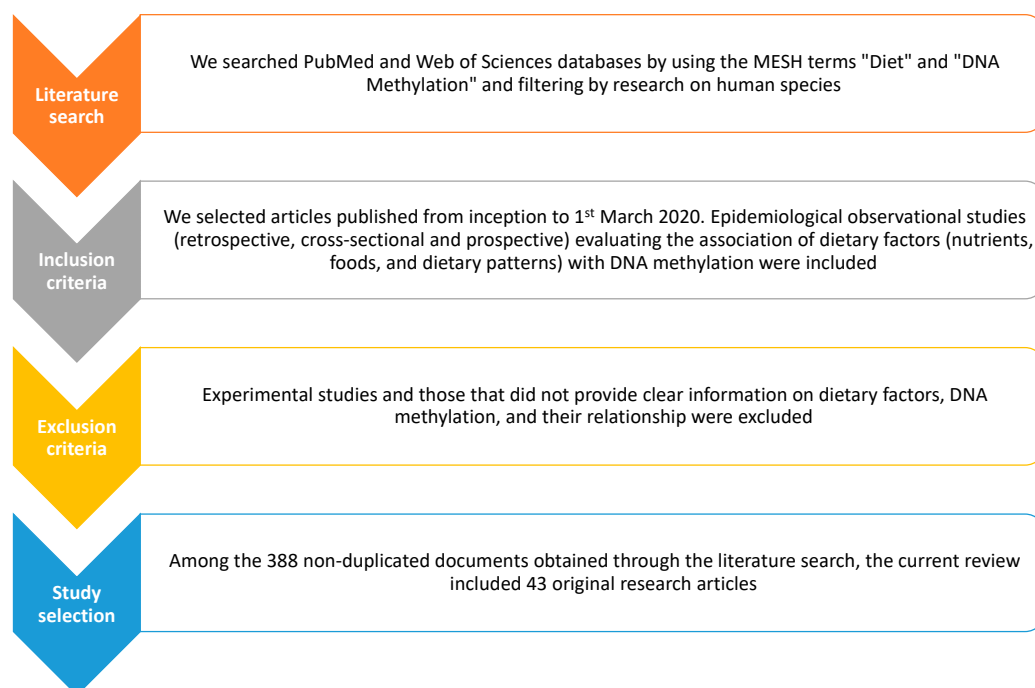 Literature
search
We searched PubMed and Web of Sciences databases by using the MESH terms "Diet" and "DNA
Methylation" and filtering by research on human species
Inclusion
criteria
We selected articles published from inception to 1st March 2020. Epidemiological observational studies
(retrospective, cross-sectional and prospective) evaluating the association of dietary factors (nutrients,
foods, and dietary patterns) with DNA methylation were included
Exclusion
criteria
Experimental studies and those that did not provide clear information on dietary factors, DNA
methylation, and their relationship were excluded
Study
selection
Among the 388 non-duplicated documents obtained through the literature search, the current review
included 43 original research articles